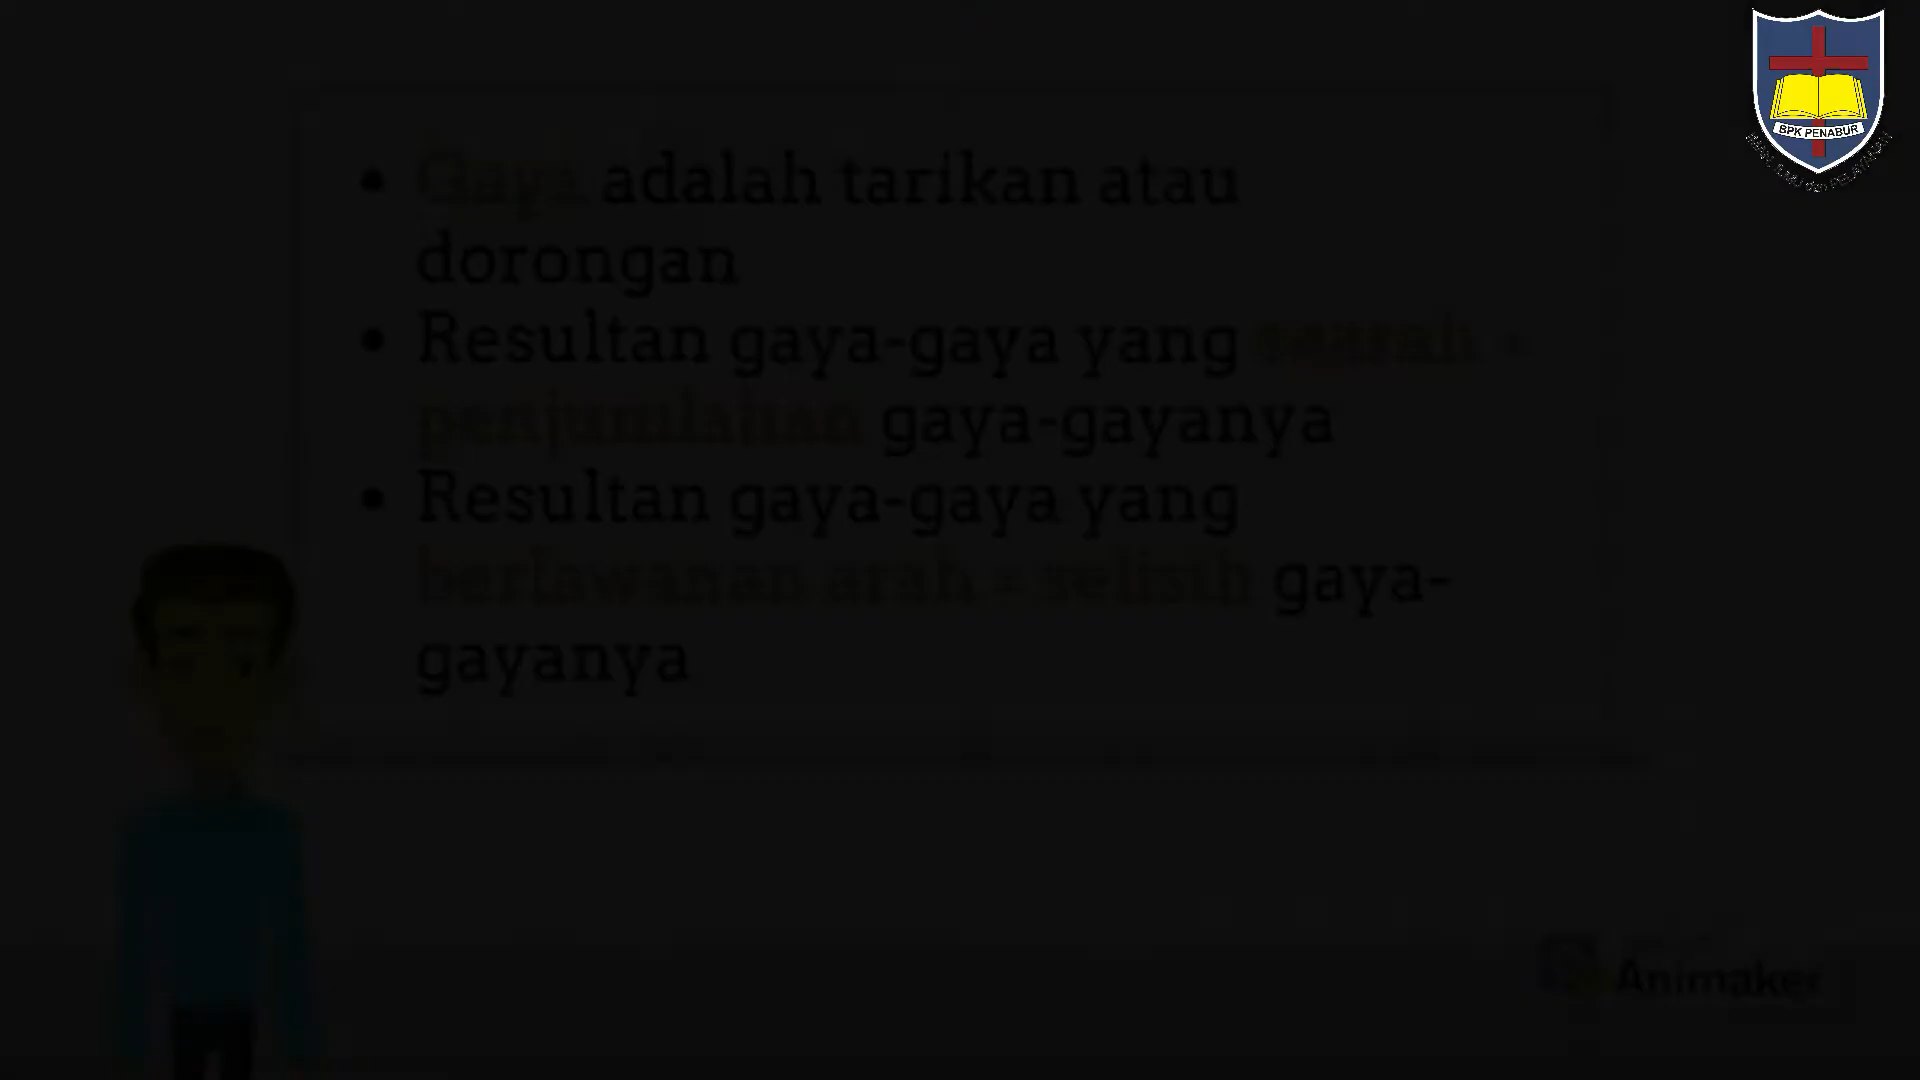 BPK PENABUR
• Gaya adalah tarikan atau
dorongan
• Resultan gaya-gaya yang searah =
penjumlahan gaya-gayanya
• Resultan gaya-gaya yang
berlawanan arah = selisih gaya-
gayanya
Animaker